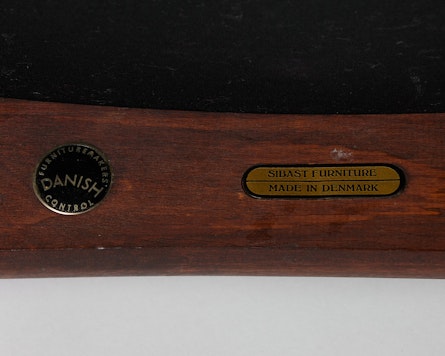 FURNITUREMAKERS
DANISH
CONTROL
SIBAST FURNITURE
MADE IN DENMARK